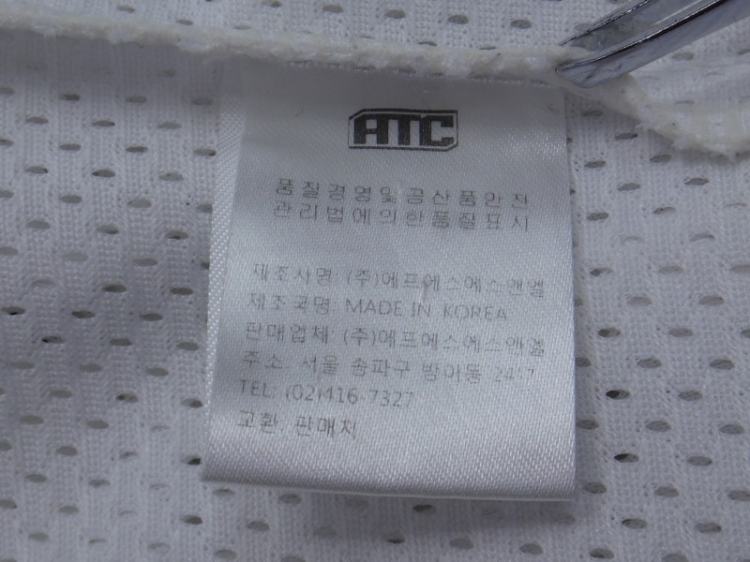 ATC
품질경영및공산품안전
관리법에의한품질표시
제조사명: (주)에프에스에스앤엘
제조국명: MADE IN KOREA
판매업체: (주)에프에스에스앤엘
주소: 서울 송파구 방이동
TEL: (02)416-7327
교환: 판매처